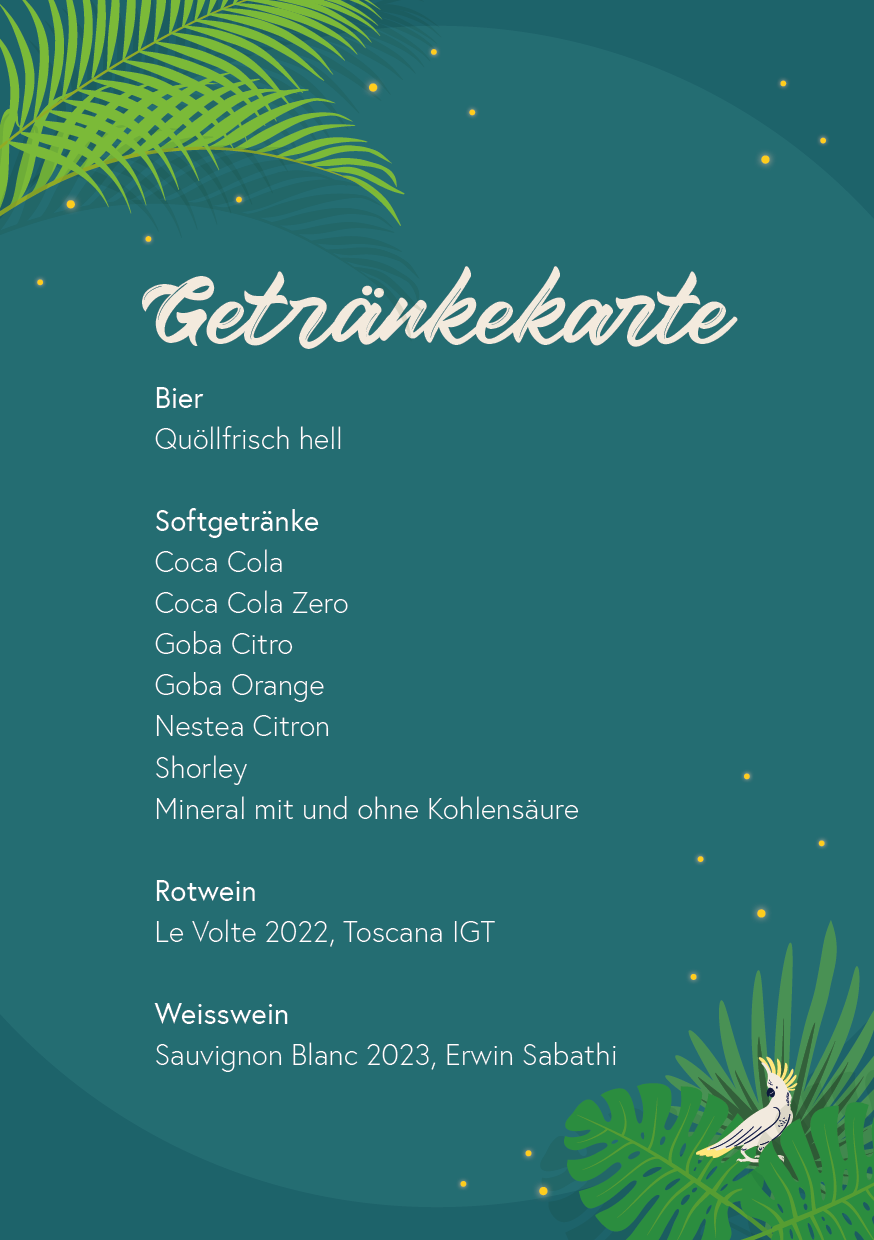 Getränkekarte
Bier
Quöllfrisch hell
Softgetränke
Coca Cola
Coca Cola Zero
Goba Citro
Goba Orange
Nestea Citron
Shorley
Mineral mit und ohne Kohlensäure
Rotwein
Le Volte 2022, Toscana IGT
Weisswein
Sauvignon Blanc 2023, Erwin Sabathi